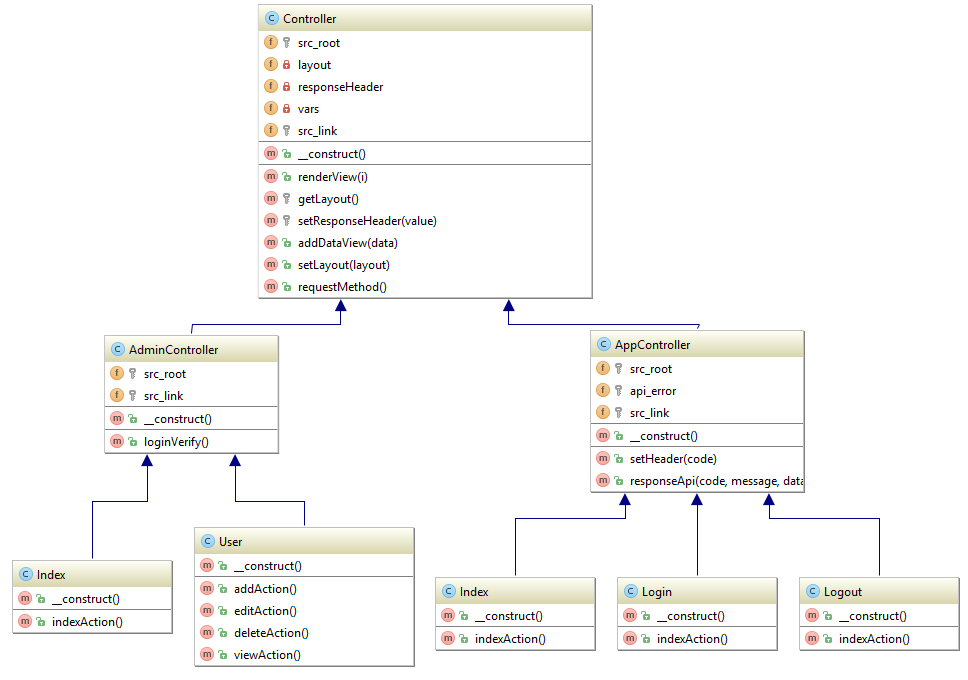 C Controller
f src_root
f layout
f responseHeader
f vars
f src_link
m __construct()
m renderView(i)
m getLayout()
m setResponseHeader(value)
m addDataView(data)
m setLayout(layout)
m requestMethod()
C AdminController
f src_root
f src_link
m __construct()
m loginVerify()
C AppController
f src_root
f api_error
f src_link
m __construct()
m setHeader(code)
m responseApi(code, message, data
C Index
m __construct()
m indexAction()
C User
m __construct()
m addAction()
m editAction()
m deleteAction()
m viewAction()
C Index
m __construct()
m indexAction()
C Login
m __construct()
m indexAction()
C Logout
m __construct()
m indexAction()